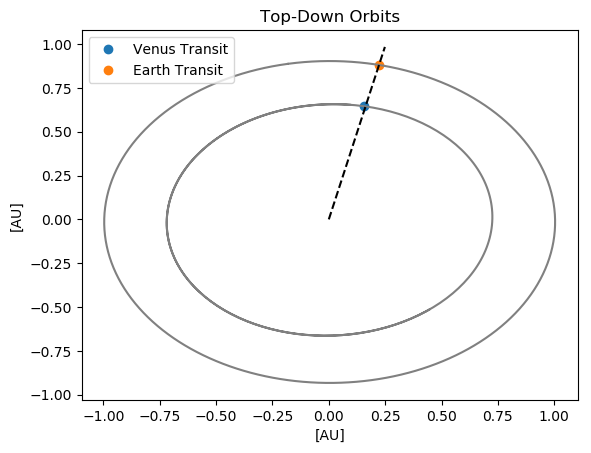 Top-Down Orbits
Venus Transit
Earth Transit
1.00
0.75
0.50
0.25
0.00
−0.25
−0.50
−0.75
−1.00
[AU]
−1.00 −0.75 −0.50 −0.25 0.00 0.25 0.50 0.75 1.00
[AU]